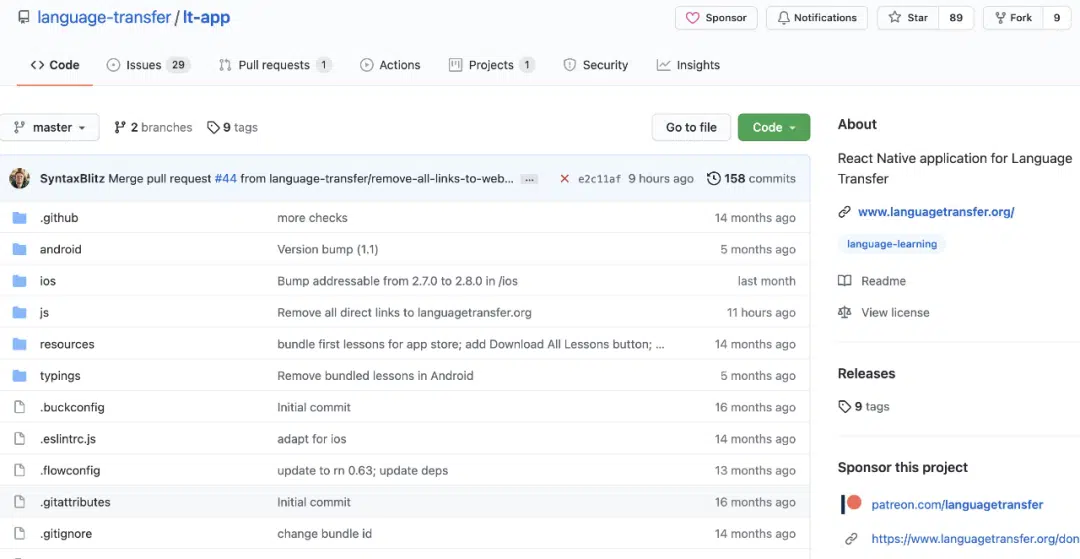 language-transfer / lt-app
Sponsor
Notifications
Star 89
Fork 9
Code
Issues 29
Pull requests 1
Actions
Projects 1
Security
Insights
master
2 branches
9 tags
Go to file
Code
SyntaxBlitz Merge pull request #44 from language-transfer/remove-all-links-to-web... ... e2c11af 9 hours ago 158 commits
.github more checks 14 months ago
android Version bump (1.1) 5 months ago
ios Bump addressable from 2.7.0 to 2.8.0 in /ios last month
js Remove all direct links to languagetransfer.org 11 hours ago
resources bundle first lessons for app store; add Download All Lessons button; ... 14 months ago
typings Remove bundled lessons in Android 5 months ago
.buckconfig Initial commit 16 months ago
.eslintrc.js adapt for ios 14 months ago
.flowconfig update to rn 0.63; update deps 13 months ago
.gitattributes Initial commit 16 months ago
.gitignore change bundle id 14 months ago
About
React Native application for Language
Transfer
www.languagetransfer.org/
language-learning
Readme
View license
Releases
9 tags
Sponsor this project
patreon.com/languagetransfer
https://www.languagetransfer.org/don